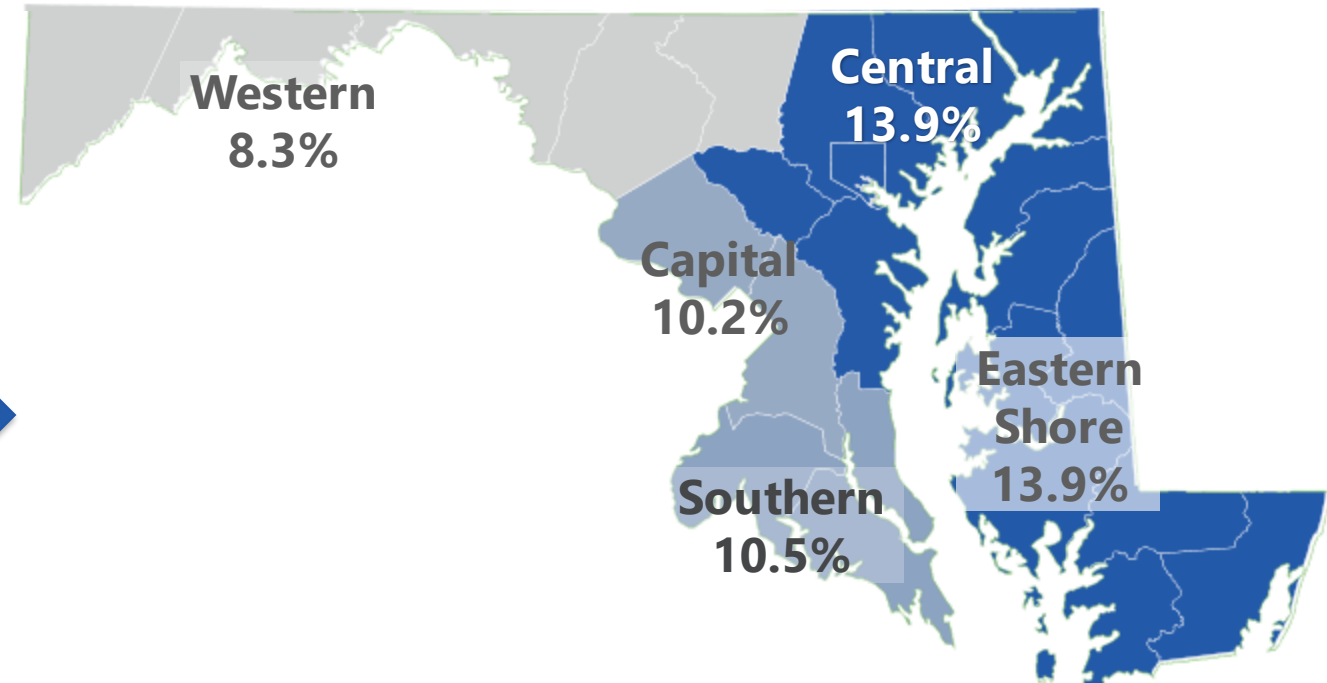 Western
8.3%
Central
13.9%
Capital
10.2%
Eastern
Shore
13.9%
Southern
10.5%